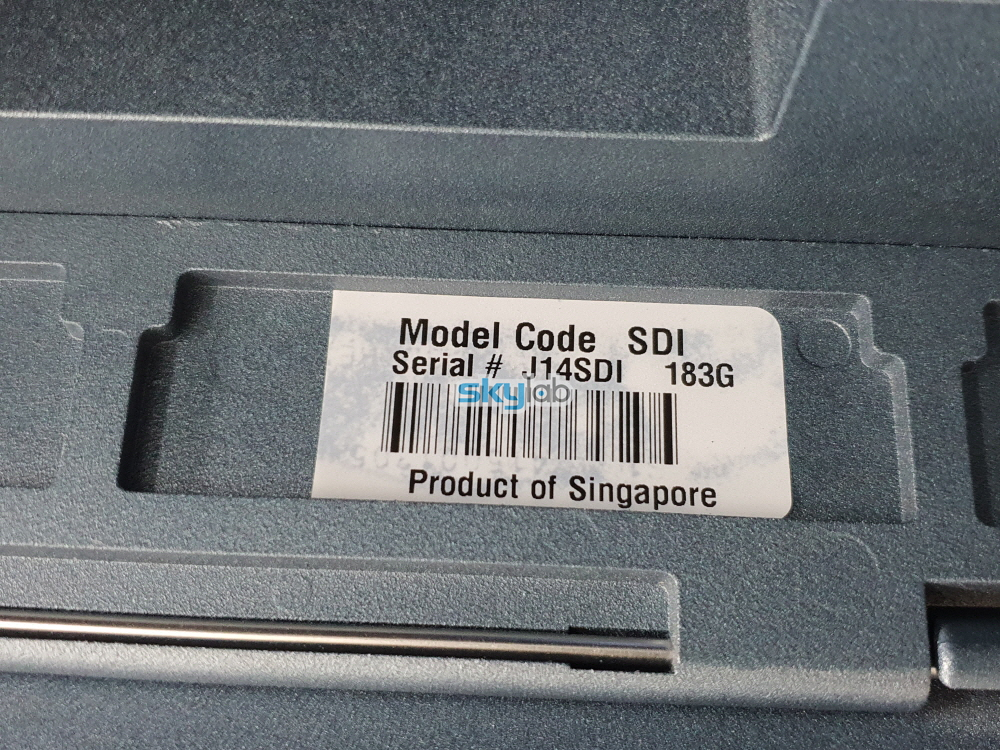 Model Code SDI
Serial # J14SDI 183G
skylab
Product of Singapore